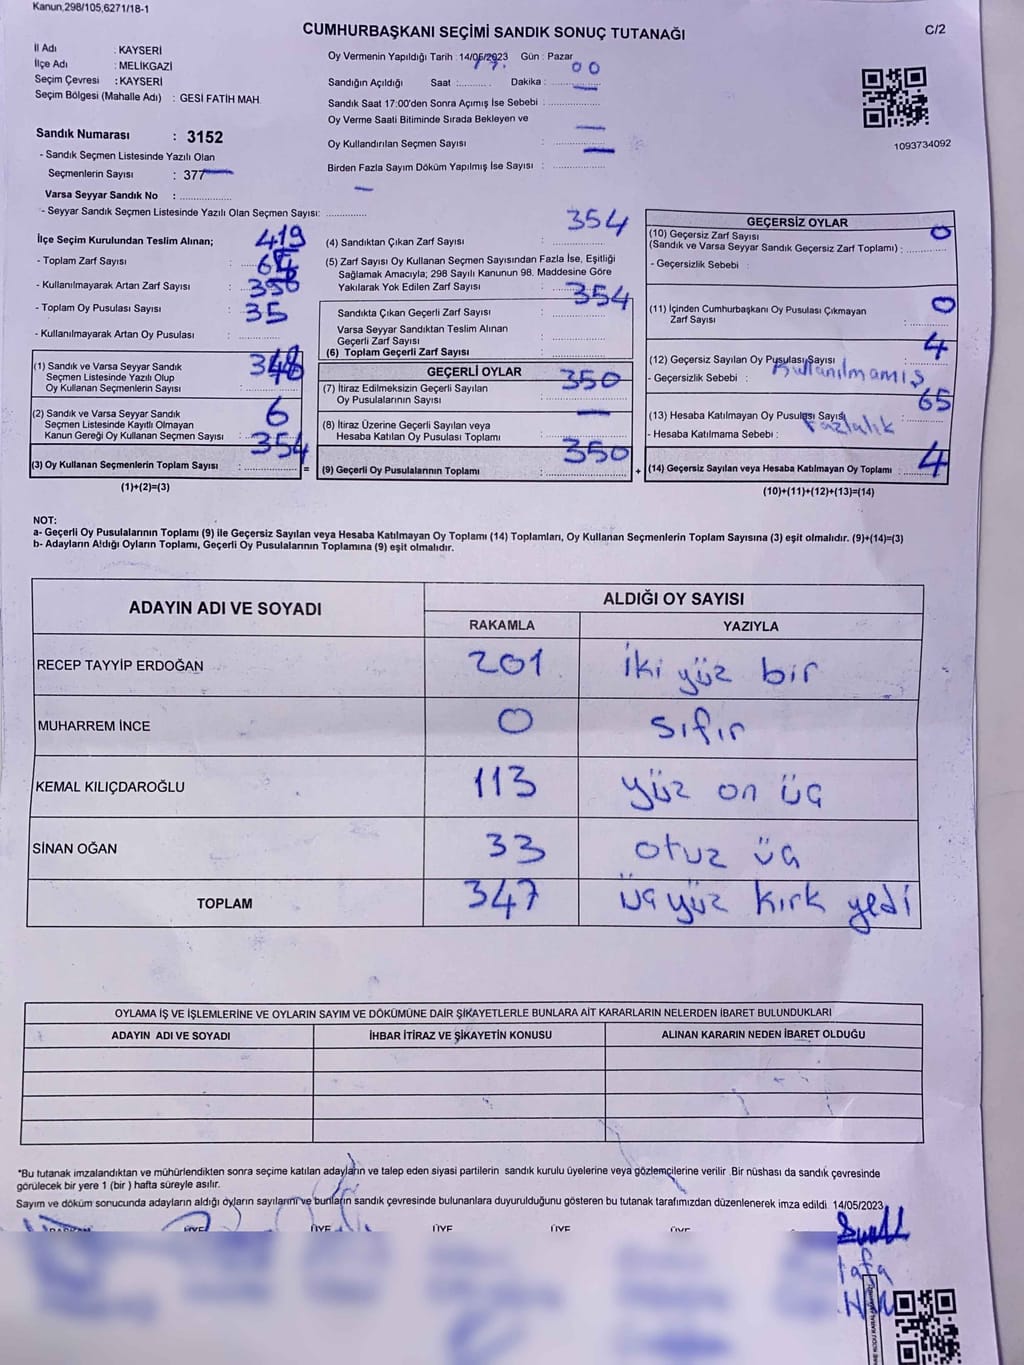 Kanun,298/105,6271/18-1
CUMHURBAŞKANI SEÇİMİ SANDIK SONUÇ TUTANAĞI
C/2
İl Adı : KAYSERİ
İlçe Adı : MELİKGAZİ
Seçim Çevresi : KAYSERİ
Seçim Bölgesi (Mahalle Adı) : GESİ FATİH MAH.
Sandık Numarası : 3152
- Sandık Seçmen Listesinde Yazılı Olan
Seçmenlerin Sayısı : 377
Varsa Seyyar Sandık No :
- Seyyar Sandık Seçmen Listesinde Yazılı Olan Seçmen Sayısı:
Oy Vermenin Yapıldığı Tarih : 14/05/2023 Gün : Pazar
Sandığın Açıldığı Saat : 17. Dakika : 00
Sandık Saat 17:00'den Sonra Açımış İse Sebebi :
Oy Verme Saati Bitiminde Sırada Bekleyen ve
Oy Kullandırılan Seçmen Sayısı :
Birden Fazla Sayım Döküm Yapılmış İse Sayısı :
1093734092
İlçe Seçim Kurulundan Teslim Alınan;
- Toplam Zarf Sayısı : 419
- Kullanılmayarak Artan Zarf Sayısı :
- Toplam Oy Pusulası Sayısı :
- Kullanılmayarak Artan Oy Pusulası : 35
(1) Sandık ve Varsa Seyyar Sandık
Seçmen Listesinde Yazılı Olup
Oy Kullanan Seçmenlerin Sayısı : 348
(2) Sandık ve Varsa Seyyar Sandık
Seçmen Listesinde Kayıtlı Olmayan
Kanun Gereği Oy Kullanan Seçmen Sayısı : 6
(3) Oy Kullanan Seçmenlerin Toplam Sayısı : 354 =
(1)+(2)=(3)
(4) Sandıktan Çıkan Zarf Sayısı : 354
(5) Zarf Sayısı Oy Kullanan Seçmen Sayısından Fazla İse, Eşitliği
Sağlamak Amacıyla; 298 Sayılı Kanunun 98. Maddesine Göre
Yakılarak Yok Edilen Zarf Sayısı :
Sandıkta Çıkan Geçerli Zarf Sayısı : 354
Varsa Seyyar Sandıktan Teslim Alınan
Geçerli Zarf Sayısı :
(6) Toplam Geçerli Zarf Sayısı :
GEÇERLİ OYLAR
(7) İtiraz Edilmeksizin Geçerli Sayılan
Oy Pusulalarının Sayısı : 350
(8) İtiraz Üzerine Geçerli Sayılan veya
Hesaba Katılan Oy Pusulası Toplamı :
(9) Geçerli Oy Pusulalarının Toplamı : 350 +
GEÇERSİZ OYLAR
(10) Geçersiz Zarf Sayısı
(Sandık ve Varsa Seyyar Sandık Geçersiz Zarf Toplamı) : 0
- Geçersizlik Sebebi :
(11) İçinden Cumhurbaşkanı Oy Pusulası Çıkmayan
Zarf Sayısı : 0
(12) Geçersiz Sayılan Oy Pusulası Sayısı : 4
- Geçersizlik Sebebi : Kullanılmamış
(13) Hesaba Katılmayan Oy Pusulası Sayısı 65
- Hesaba Katılmama Sebebi : Fazlalık
(14) Geçersiz Sayılan veya Hesaba Katılmayan Oy Toplamı : 4
(10)+(11)+(12)+(13)=(14)
NOT:
a- Geçerli Oy Pusulalarının Toplamı (9) ile Geçersiz Sayılan veya Hesaba Katılmayan Oy Toplamı (14) Toplamları, Oy Kullanan Seçmenlerin Toplam Sayısına (3) eşit olmalıdır. (9)+(14)=(3)
b- Adayların Aldığı Oyların Toplamı, Geçerli Oy Pusulalarının Toplamına (9) eşit olmalıdır.
ADAYIN ADI VE SOYADI
ALDIĞI OY SAYISI
RAKAMLA YAZIYLA
RECEP TAYYİP ERDOĞAN 201 iki yüz bir
MUHARREM İNCE 0 sıfır
KEMAL KILIÇDAROĞLU 113 yüz on üç
SİNAN OĞAN 33 otuz üç
TOPLAM 347 üç yüz kırk yedi
OYLAMA İŞ VE İŞLEMLERİNE VE OYLARIN SAYIM VE DÖKÜMÜNE DAİR ŞİKAYETLERLE BUNLARA AİT KARARLARIN NELERDEN İBARET BULUNDUKLARI
ADAYIN ADI VE SOYADI İHBAR İTİRAZ VE ŞİKAYETİN KONUSU ALINAN KARARIN NEDEN İBARET OLDUĞU
*Bu tutanak imzalandıktan ve mühürlendikten sonra seçime katılan adayların ve talep eden siyasi partilerin sandık kurulu üyelerine veya gözlemcilerine verilir Bir nüshası da sandık çevresinde
görülecek bir yere 1 (bir ) hafta süreyle asılır.
Sayım ve döküm sonucunda adayların aldığı oyların sayılarını ve bunların sandık çevresinde bulunanlara duyurulduğunu gösteren bu tutanak tarafımızdan düzenlenerek imza edildi 14/05/2023
BAŞKAN ÜYE ÜYE ÜYE ÜYE ÜYE